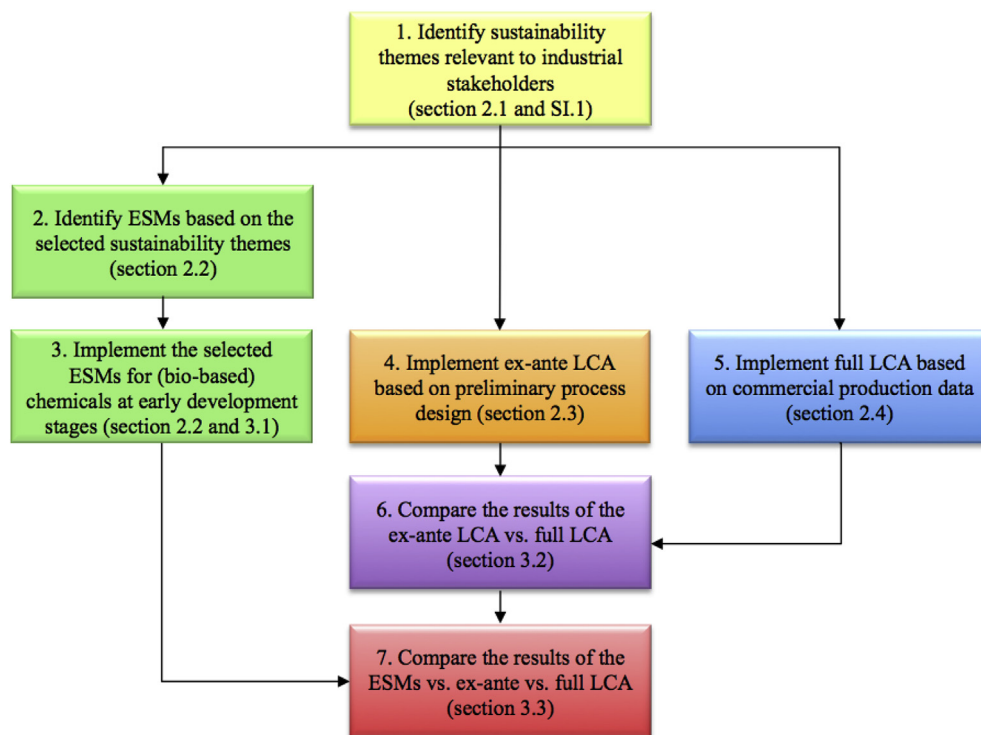 1. Identify sustainability
themes relevant to industrial
stakeholders
(section 2.1 and SI.1)
2. Identify ESMs based on the
selected sustainability themes
(section 2.2)
3. Implement the selected
ESMs for (bio-based)
chemicals at early development
stages (section 2.2 and 3.1)
4. Implement ex-ante LCA
based on preliminary process
design (section 2.3)
5. Implement full LCA based
on commercial production data
(section 2.4)
6. Compare the results of the
ex-ante LCA vs. full LCA
(section 3.2)
7. Compare the results of the
ESMs vs. ex-ante vs. full LCA
(section 3.3)